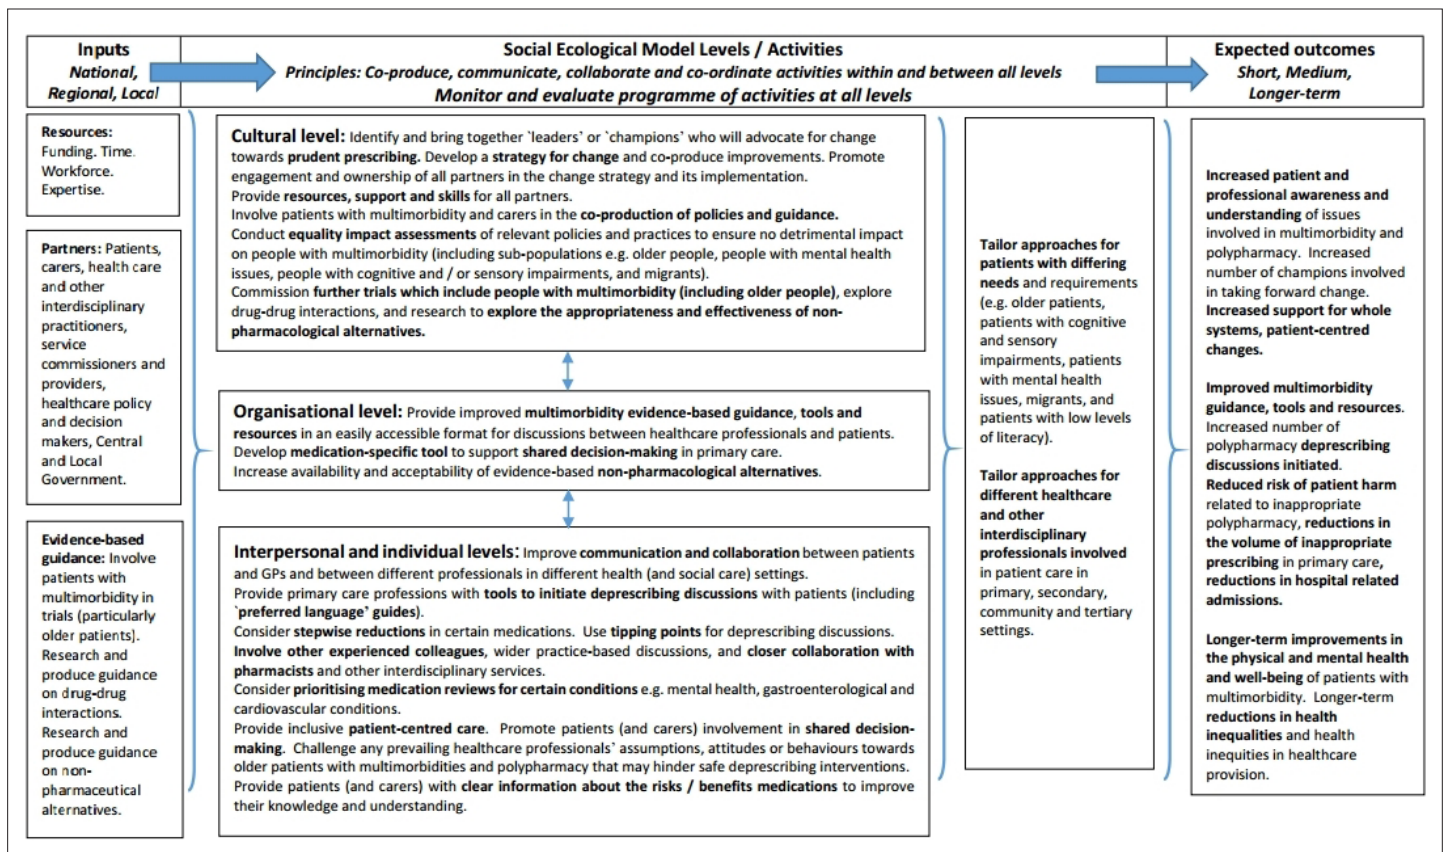 Inputs
National,
Regional, Local
Social Ecological Model Levels / Activities
Principles: Co-produce, communicate, collaborate and co-ordinate activities within and between all levels
Monitor and evaluate programme of activities at all levels
Expected outcomes
Short, Medium,
Longer-term
Resources:
Funding. Time.
Workforce.
Expertise.
Partners: Patients,
carers, health care
and other
interdisciplinary
practitioners,
service
commissioners and
providers,
healthcare policy
and decision
makers, Central
and Local
Government.
Evidence-based
guidance: Involve
patients with
multimorbidity in
trials (particularly
older patients).
Research and
produce guidance
on drug-drug
interactions.
Research and
produce guidance
on non-
pharmaceutical
alternatives.
Cultural level: Identify and bring together `leaders' or `champions' who will advocate for change
towards prudent prescribing. Develop a strategy for change and co-produce improvements. Promote
engagement and ownership of all partners in the change strategy and its implementation.
Provide resources, support and skills for all partners.
Involve patients with multimorbidity and carers in the co-production of policies and guidance.
Conduct equality impact assessments of relevant policies and practices to ensure no detrimental impact
on people with multimorbidity (including sub-populations e.g. older people, people with mental health
issues, people with cognitive and / or sensory impairments, and migrants).
Commission further trials which include people with multimorbidity (including older people), explore
drug-drug interactions, and research to explore the appropriateness and effectiveness of non-
pharmacological alternatives.
Organisational level: Provide improved multimorbidity evidence-based guidance, tools and
resources in an easily accessible format for discussions between healthcare professionals and patients.
Develop medication-specific tool to support shared decision-making in primary care.
Increase availability and acceptability of evidence-based non-pharmacological alternatives.
Interpersonal and individual levels: Improve communication and collaboration between patients
and GPs and between different professionals in different health (and social care) settings.
Provide primary care professions with tools to initiate deprescribing discussions with patients (including
`preferred language' guides).
Consider stepwise reductions in certain medications. Use tipping points for deprescribing discussions.
Involve other experienced colleagues, wider practice-based discussions, and closer collaboration with
pharmacists and other interdisciplinary services.
Consider prioritising medication reviews for certain conditions e.g. mental health, gastroenterological and
cardiovascular conditions.
Provide inclusive patient-centred care. Promote patients (and carers) involvement in shared decision-
making. Challenge any prevailing healthcare professionals' assumptions, attitudes or behaviours towards
older patients with multimorbidities and polypharmacy that may hinder safe deprescribing interventions.
Provide patients (and carers) with clear information about the risks / benefits medications to improve
their knowledge and understanding.
Tailor approaches for
patients with differing
needs and requirements
(e.g. older patients,
patients with cognitive
and sensory
impairments, patients
with mental health
issues, migrants, and
patients with low levels
of literacy).
Tailor approaches for
different healthcare
and other
interdisciplinary
professionals involved
in patient care in
primary, secondary,
community and tertiary
settings.
Increased patient and
professional awareness and
understanding of issues
involved in multimorbidity and
polypharmacy. Increased
number of champions involved
in taking forward change.
Increased support for whole
systems, patient-centred
changes.
Improved multimorbidity
guidance, tools and resources.
Increased number of
polypharmacy deprescribing
discussions initiated.
Reduced risk of patient harm
related to inappropriate
polypharmacy, reductions in
the volume of inappropriate
prescribing in primary care,
reductions in hospital related
admissions.
Longer-term improvements in
the physical and mental health
and well-being of patients with
multimorbidity. Longer-term
reductions in health
inequalities and health
inequities in healthcare
provision.